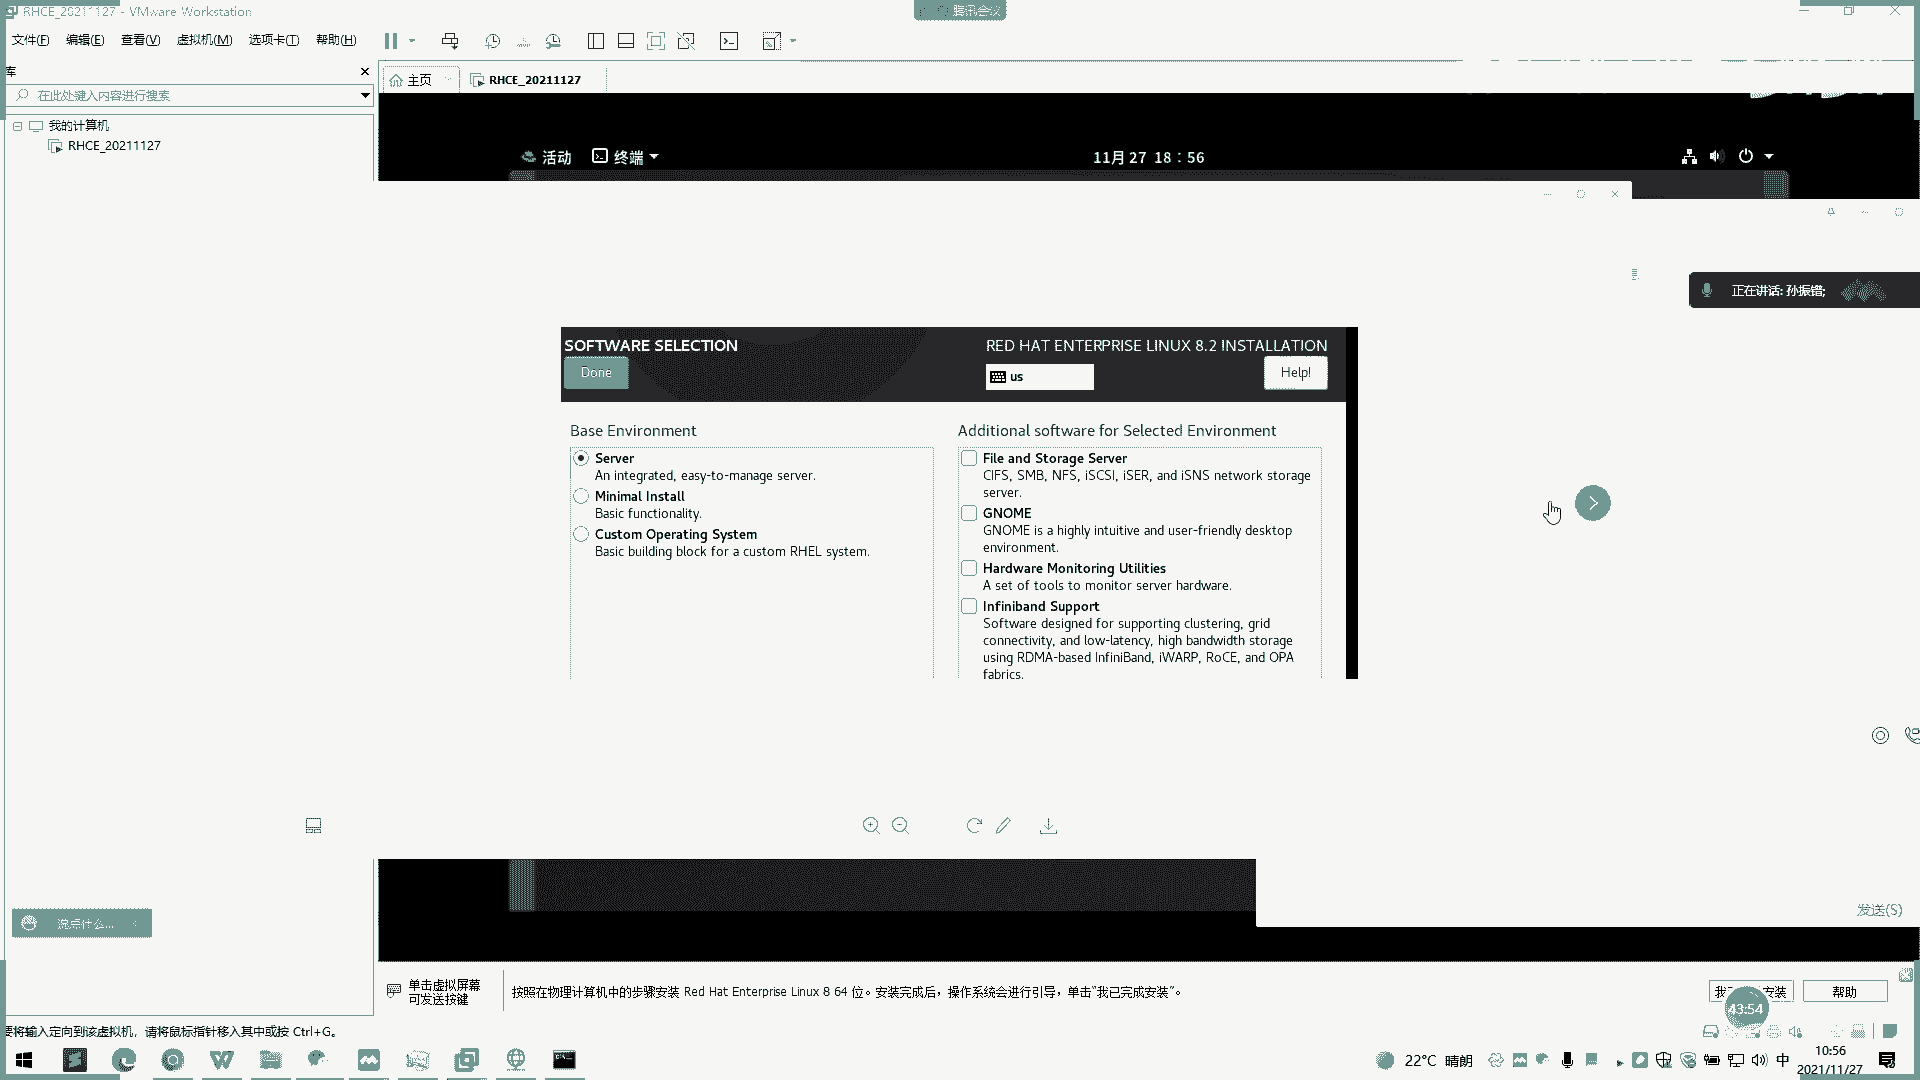 RHCE_20211127 - VMware Workstation
腾讯会议
文件(F) 编辑(E) 查看(V) 虚拟机(M) 选项卡(T) 帮助(H)
库
主页
RHCE_20211127
在此处键入内容进行搜索
我的计算机
RHCE_20211127
活动 终端
11月27 18：56
正在讲话: 孙振锴;
SOFTWARE SELECTION
RED HAT ENTERPRISE LINUX 8.2 INSTALLATION
Done
us
Help!
Base Environment
Server
An integrated, easy-to-manage server.
Minimal Install
Basic functionality.
Custom Operating System
Basic building block for a custom RHEL system.
Additional software for Selected Environment
File and Storage Server
CIFS, SMB, NFS, iSCSI, iSER, and iSNS network storage
server.
GNOME
GNOME is a highly intuitive and user-friendly desktop
environment.
Hardware Monitoring Utilities
A set of tools to monitor server hardware.
Infiniband Support
Software designed for supporting clustering, grid
connectivity, and low-latency, high bandwidth storage
using RDMA-based InfiniBand, iWARP, RoCE, and OPA
fabrics.
说点什么...
发送(S)
单击虚拟屏幕
可发送按键
按照在物理计算机中的步骤安装 Red Hat Enterprise Linux 8 64 位。安装完成后，操作系统会进行引导，单击“我已完成安装”。
安装
帮助
43:54
要将输入定向到该虚拟机，请将鼠标指针移入其中或按 Ctrl+G。
22°C 晴朗
中
10:56
2021/11/27